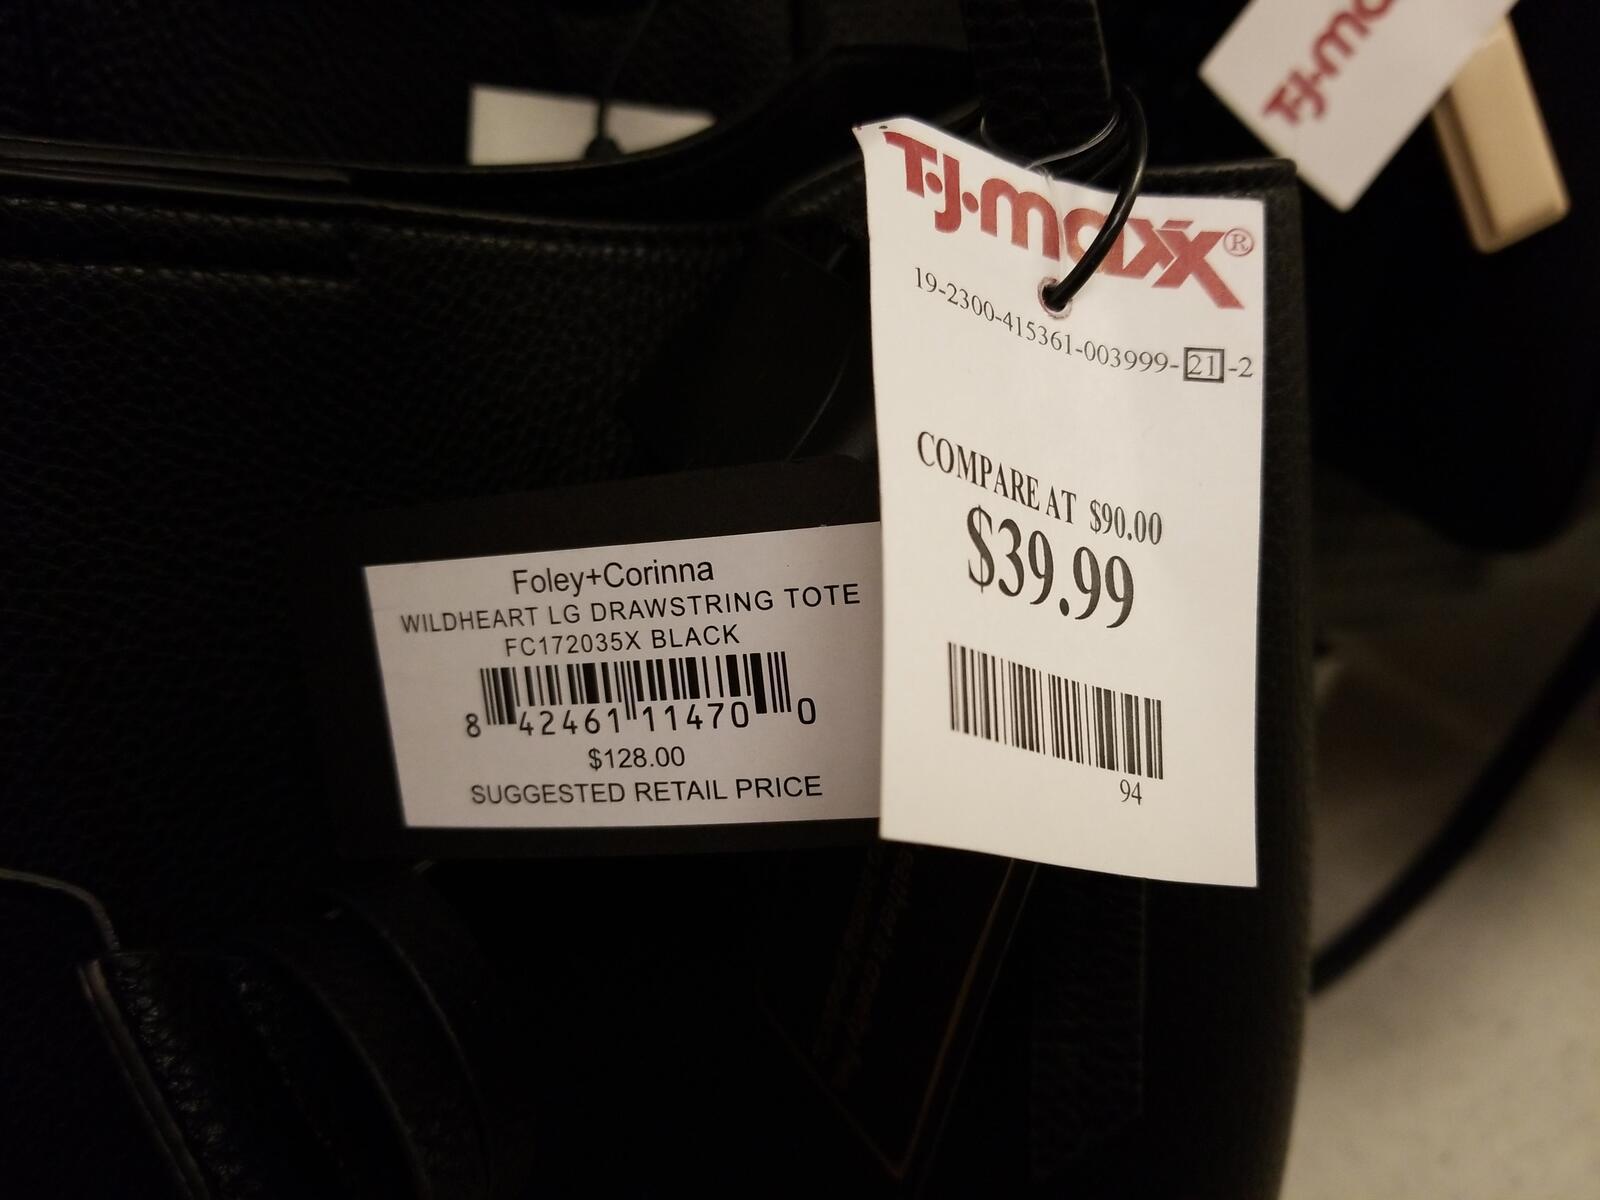 T·J·maxx®
19-2300-415361-003999-21-2
COMPARE AT $90.00
$39.99
94
Foley+Corinna
WILDHEART LG DRAWSTRING TOTE
FC172035X BLACK
8 42461 11470 0
$128.00
SUGGESTED RETAIL PRICE
T·J·ma